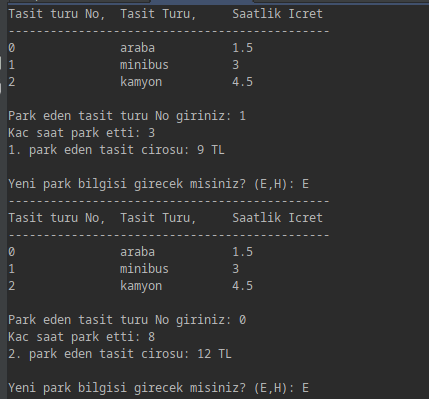 Tasit turu No,  Tasit Turu,     Saatlik Icret
----------------------------------------------
0               araba           1.5
1               minibus         3
2               kamyon          4.5
Park eden tasit turu No giriniz: 1
Kac saat park etti: 3
1. park eden tasit cirosu: 9 TL
Yeni park bilgisi girecek misiniz? (E,H): E
----------------------------------------------
Tasit turu No,  Tasit Turu,     Saatlik Icret
----------------------------------------------
0               araba           1.5
1               minibus         3
2               kamyon          4.5
Park eden tasit turu No giriniz: 0
Kac saat park etti: 8
2. park eden tasit cirosu: 12 TL
Yeni park bilgisi girecek misiniz? (E,H): E